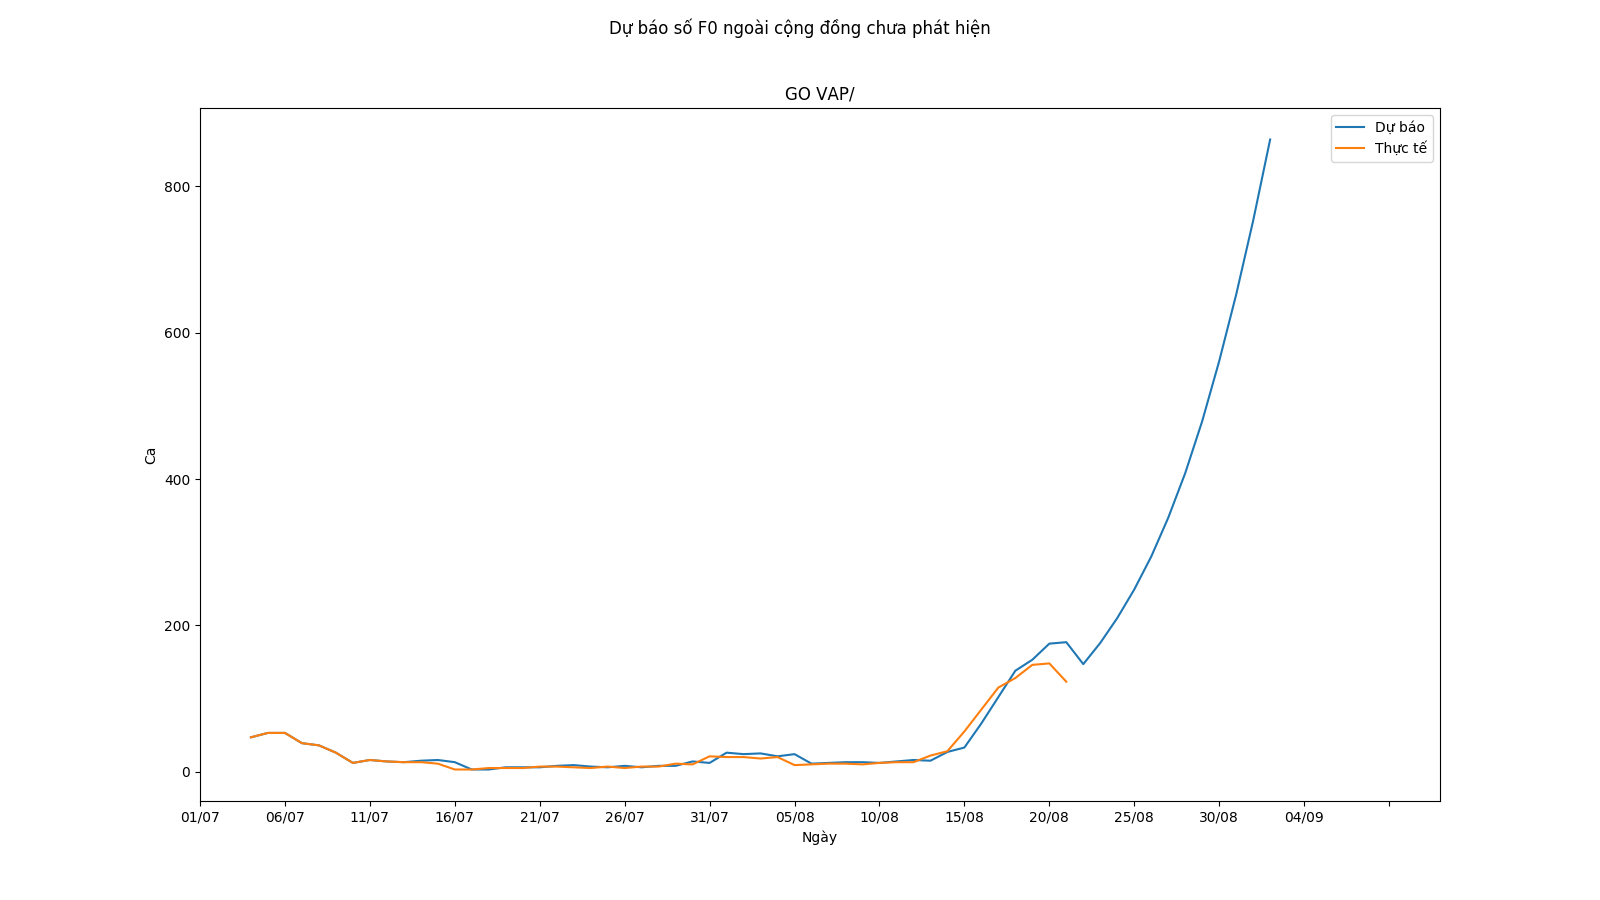 Dự báo số F0 ngoài cộng đồng chưa phát hiện
GO VAP/
Dự báo
Thực tế
800
600
400
200
0
Ca
01/07 06/07 11/07 16/07 21/07 26/07 31/07 05/08 10/08 15/08 20/08 25/08 30/08 04/09
Ngày